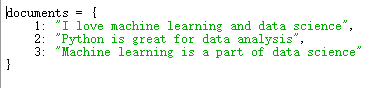 documents = {
    1: "I love machine learning and data science",
    2: "Python is great for data analysis",
    3: "Machine learning is a part of data science"
}